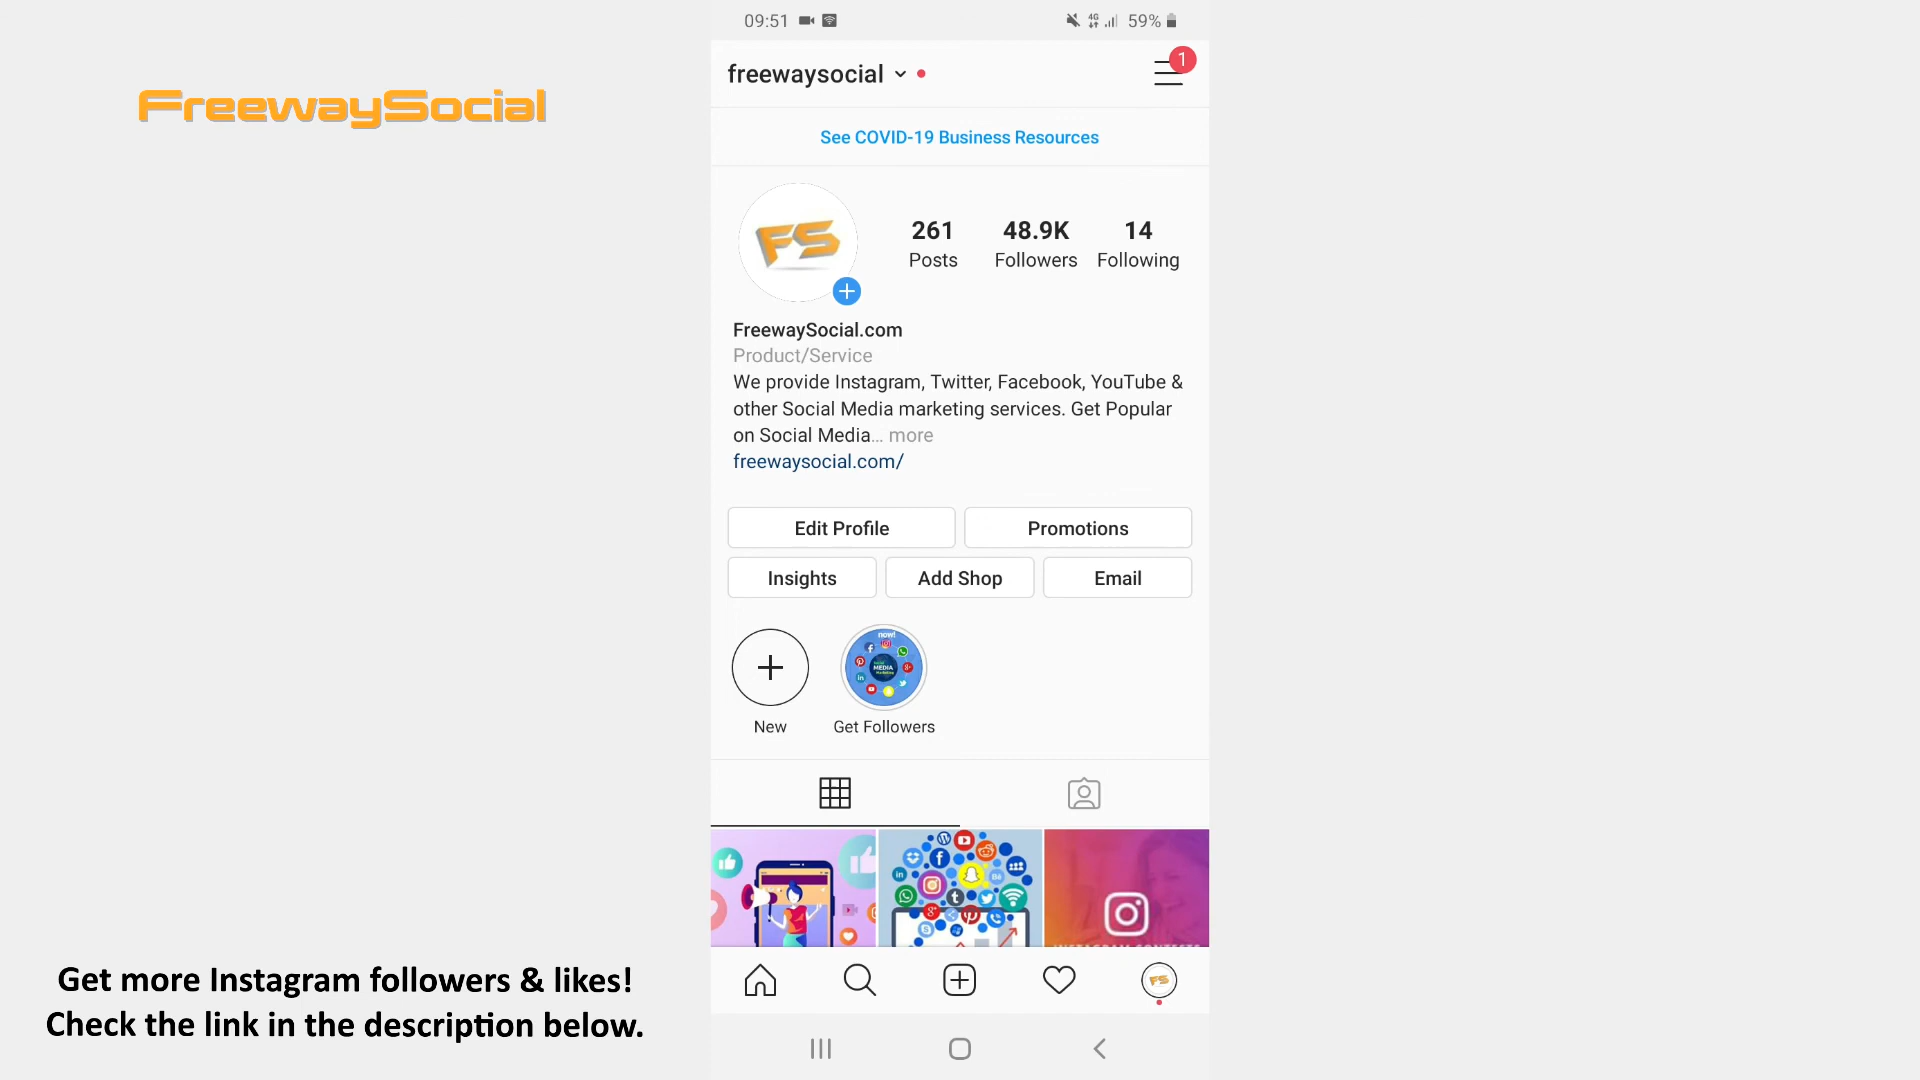 09:51
59%
freewaysocial
1
See COVID-19 Business Resources
FreewaySocial
FS
261
48.9K
14
Posts
Followers
Following
FreewaySocial.com
Product/Service
We provide Instagram, Twitter, Facebook, YouTube &
other Social Media marketing services. Get Popular
on Social Media... more
freewaysocial.com/
Edit Profile
Promotions
Insights
Add Shop
Email
now!
MEDIA
New
Get Followers
Get more Instagram followers & likes!
Check the link in the description below.